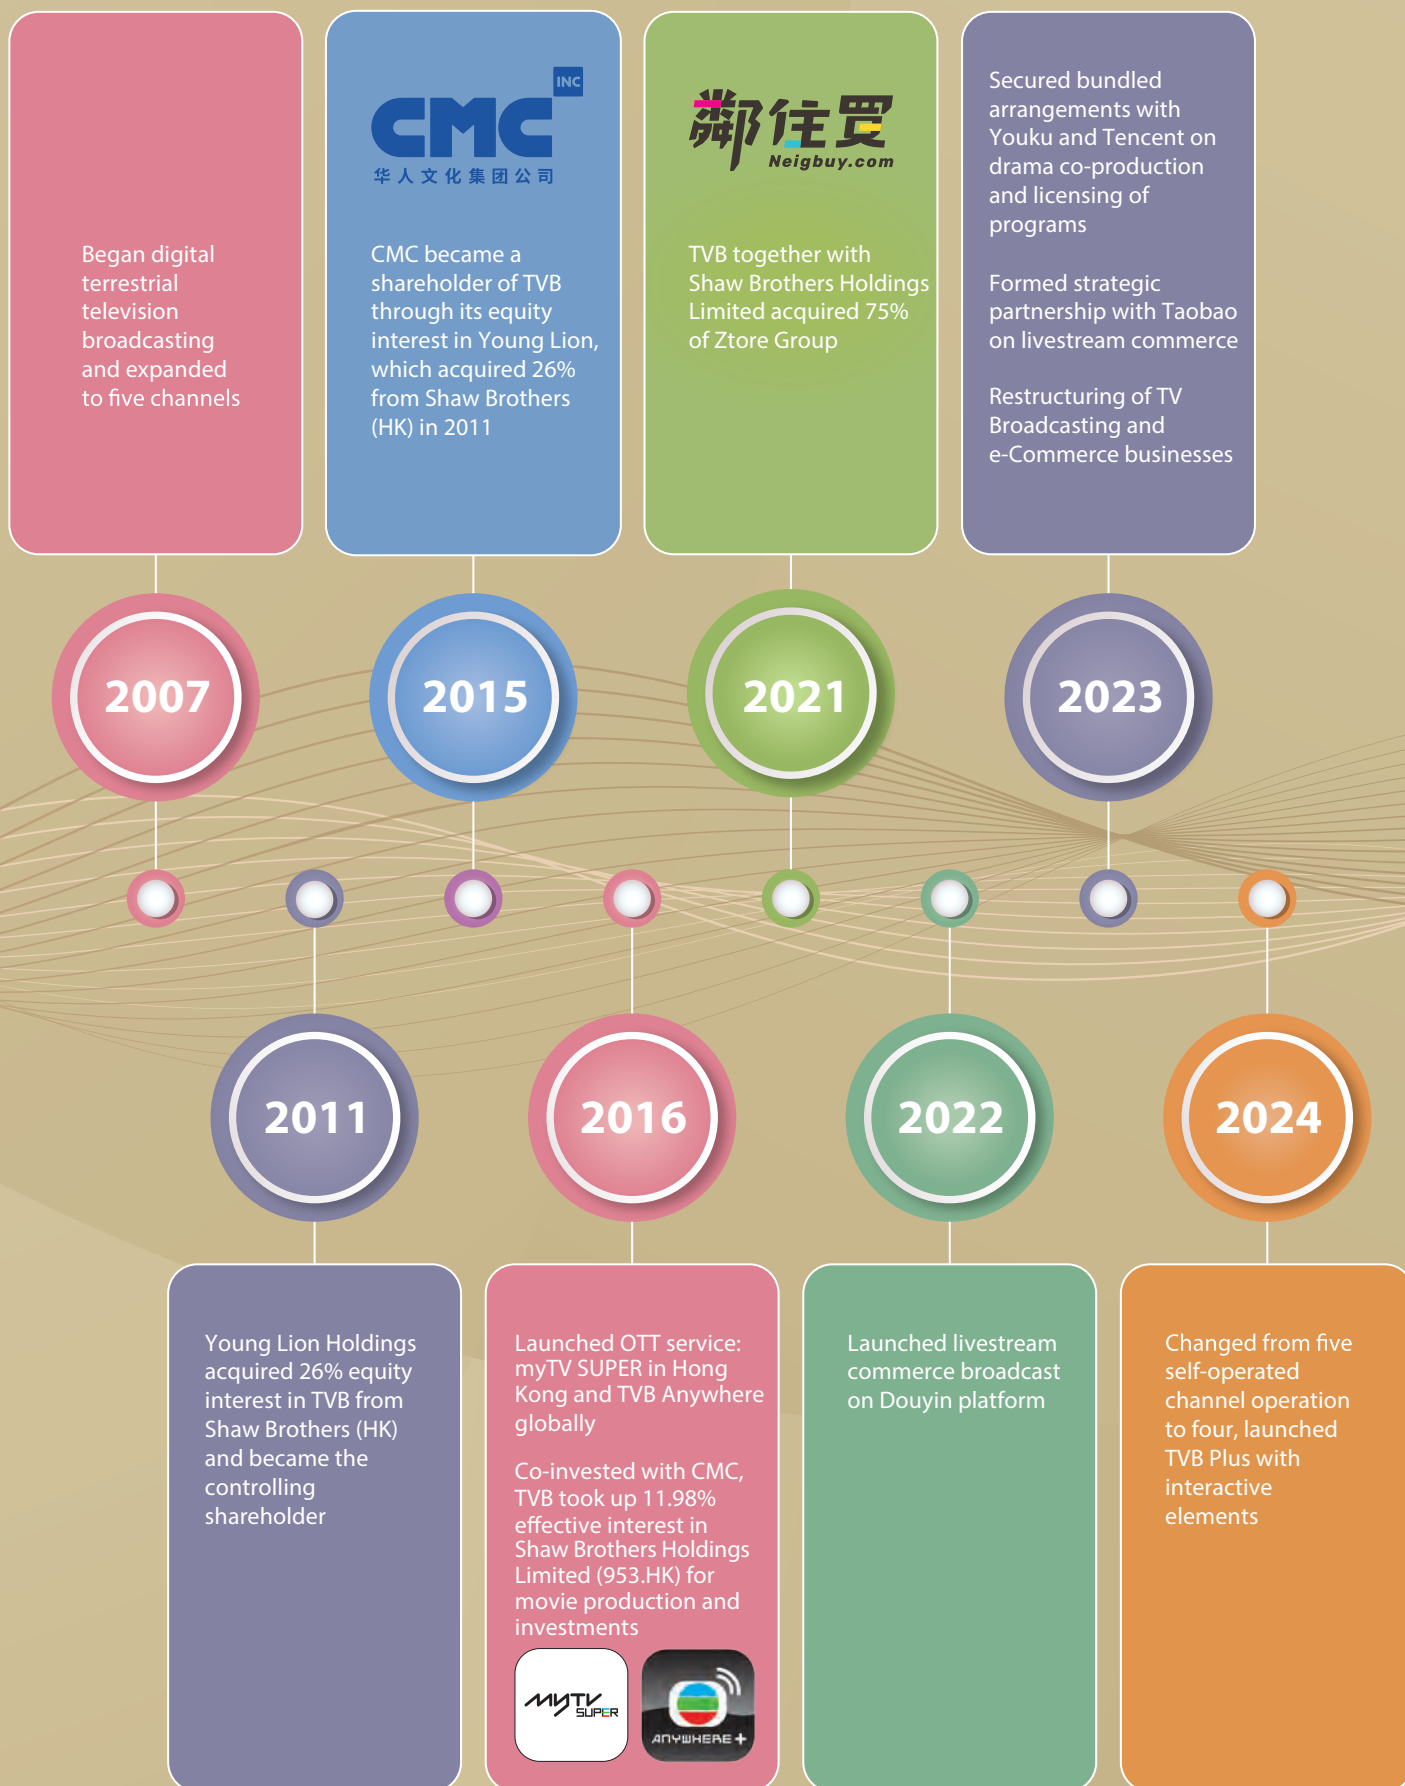 Began digital
terrestrial
television
broadcasting
and expanded
to five channels
CMC INC
华人文化集团公司
CMC became a
shareholder of TVB
through its equity
interest in Young Lion,
which acquired 26%
from Shaw Brothers
(HK) in 2011
鄰住買
Neigbuy.com
TVB together with
Shaw Brothers Holdings
Limited acquired 75%
of Ztore Group
Secured bundled
arrangements with
Youku and Tencent on
drama co-production
and licensing of
programs
Formed strategic
partnership with Taobao
on livestream commerce
Restructuring of TV
Broadcasting and
e-Commerce businesses
2007
2015
2021
2023
2011
2016
2022
2024
Young Lion Holdings
acquired 26% equity
interest in TVB from
Shaw Brothers (HK)
and became the
controlling
shareholder
Launched OTT service:
myTV SUPER in Hong
Kong and TVB Anywhere
globally
Co-invested with CMC,
TVB took up 11.98%
effective interest in
Shaw Brothers Holdings
Limited (953.HK) for
movie production and
investments
myTV
SUPER
ANYWHERE+
Launched livestream
commerce broadcast
on Douyin platform
Changed from five
self-operated
channel operation
to four, launched
TVB Plus with
interactive
elements